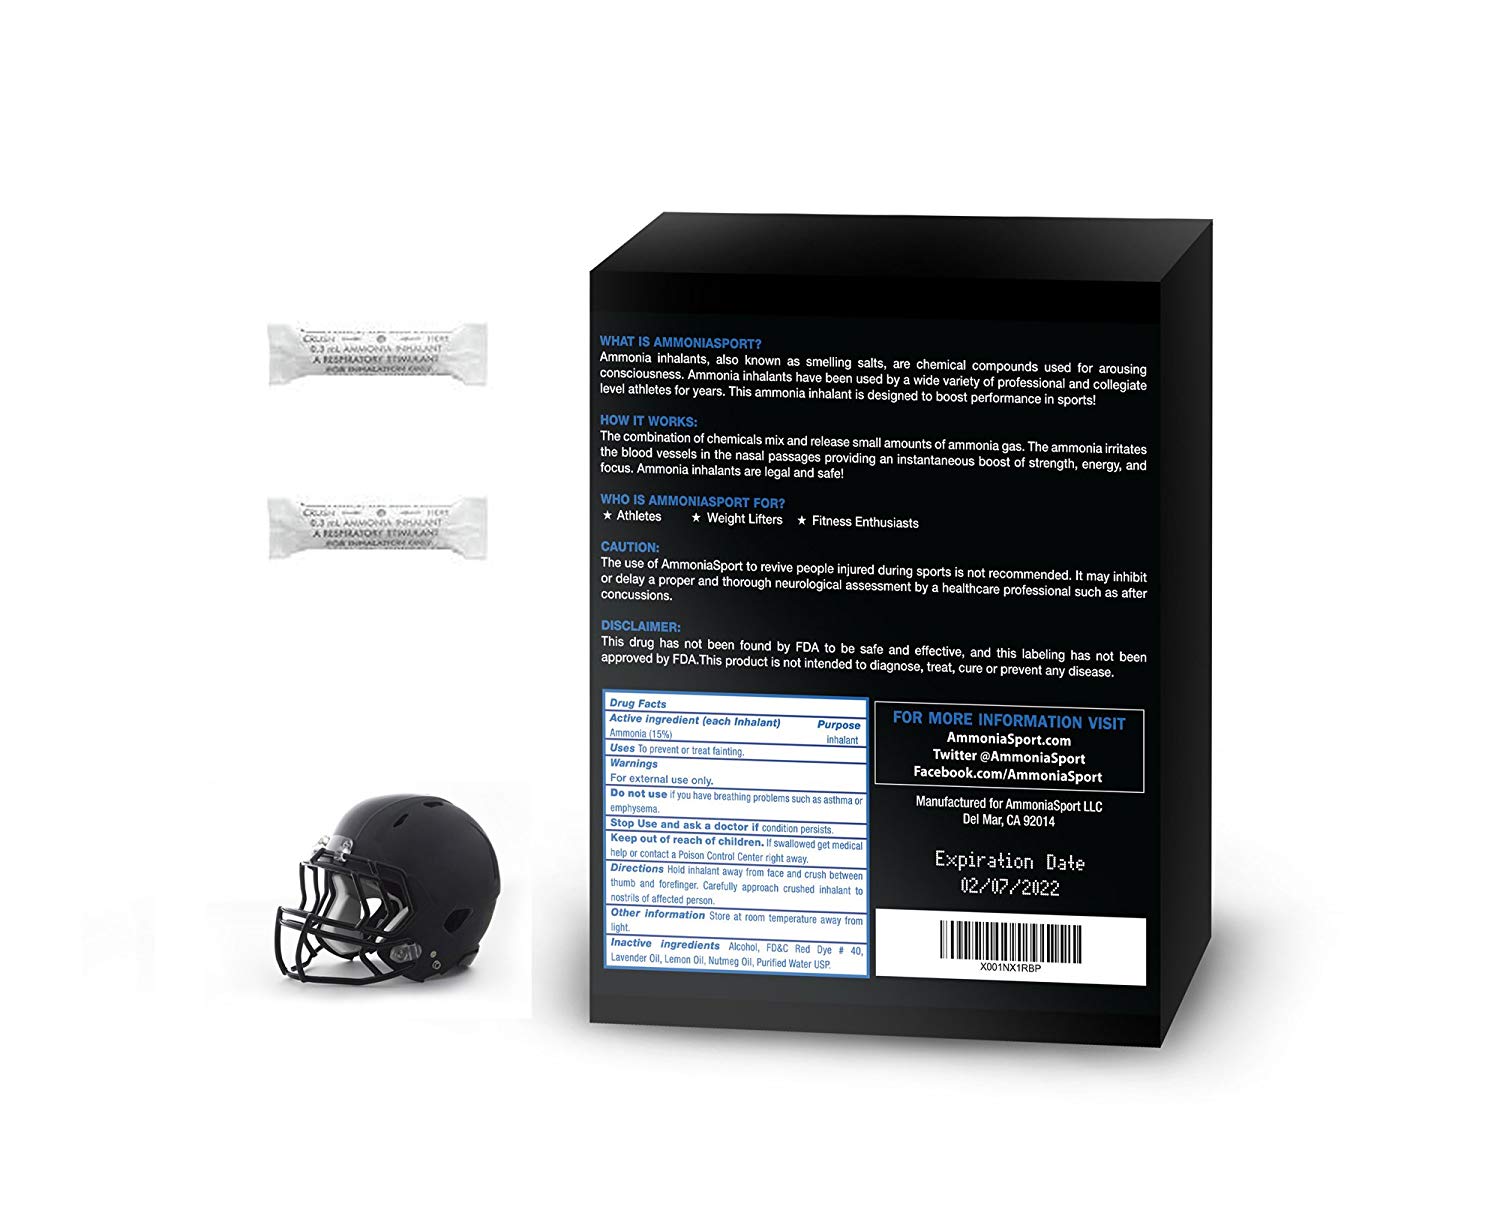 CRUSH HERE
0.3 mL AMMONIA INHALANT
A RESPIRATORY STIMULANT
FOR INHALATION ONLY
CRUSH HERE
0.3 mL AMMONIA INHALANT
A RESPIRATORY STIMULANT
FOR INHALATION ONLY
WHAT IS AMMONIASPORT?
Ammonia inhalants, also known as smelling salts, are chemical compounds used for arousing
consciousness. Ammonia inhalants have been used by a wide variety of professional and collegiate
level athletes for years. This ammonia inhalant is designed to boost performance in sports!
HOW IT WORKS:
The combination of chemicals mix and release small amounts of ammonia gas. The ammonia irritates
the blood vessels in the nasal passages providing an instantaneous boost of strength, energy, and
focus. Ammonia inhalants are legal and safe!
WHO IS AMMONIASPORT FOR?
★ Athletes ★ Weight Lifters ★ Fitness Enthusiasts
CAUTION:
The use of AmmoniaSport to revive people injured during sports is not recommended. It may inhibit
or delay a proper and thorough neurological assessment by a healthcare professional such as after
concussions.
DISCLAIMER:
This drug has not been found by FDA to be safe and effective, and this labeling has not been
approved by FDA.This product is not intended to diagnose, treat, cure or prevent any disease.
Drug Facts
Active ingredient (each Inhalant) Purpose
Ammonia (15%) inhalant
Uses To prevent or treat fainting.
Warnings
For external use only.
Do not use if you have breathing problems such as asthma or
emphysema.
Stop Use and ask a doctor if condition persists.
Keep out of reach of children. If swallowed get medical
help or contact a Poison Control Center right away.
Directions Hold inhalant away from face and crush between
thumb and forefinger. Carefully approach crushed inhalant to
nostrils of affected person.
Other information Store at room temperature away from
light.
Inactive ingredients Alcohol, FD&C Red Dye # 40,
Lavender Oil, Lemon Oil, Nutmeg Oil, Purified Water USP.
FOR MORE INFORMATION VISIT
AmmoniaSport.com
Twitter @AmmoniaSport
Facebook.com/AmmoniaSport
Manufactured for AmmoniaSport LLC
Del Mar, CA 92014
Expiration Date
02/07/2022
X001NX1RBP